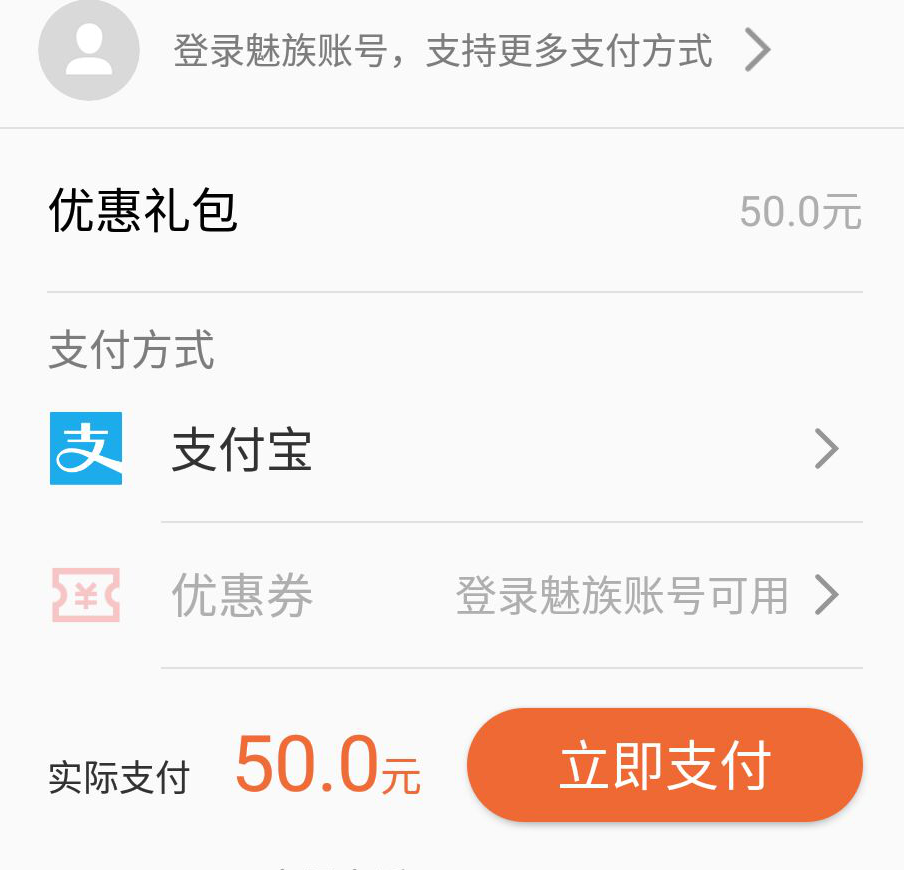 登录魅族账号，支持更多支付方式
优惠礼包 50.0元
支付方式
支 支付宝
¥ 优惠券 登录魅族账号可用
实际支付 50.0元 立即支付